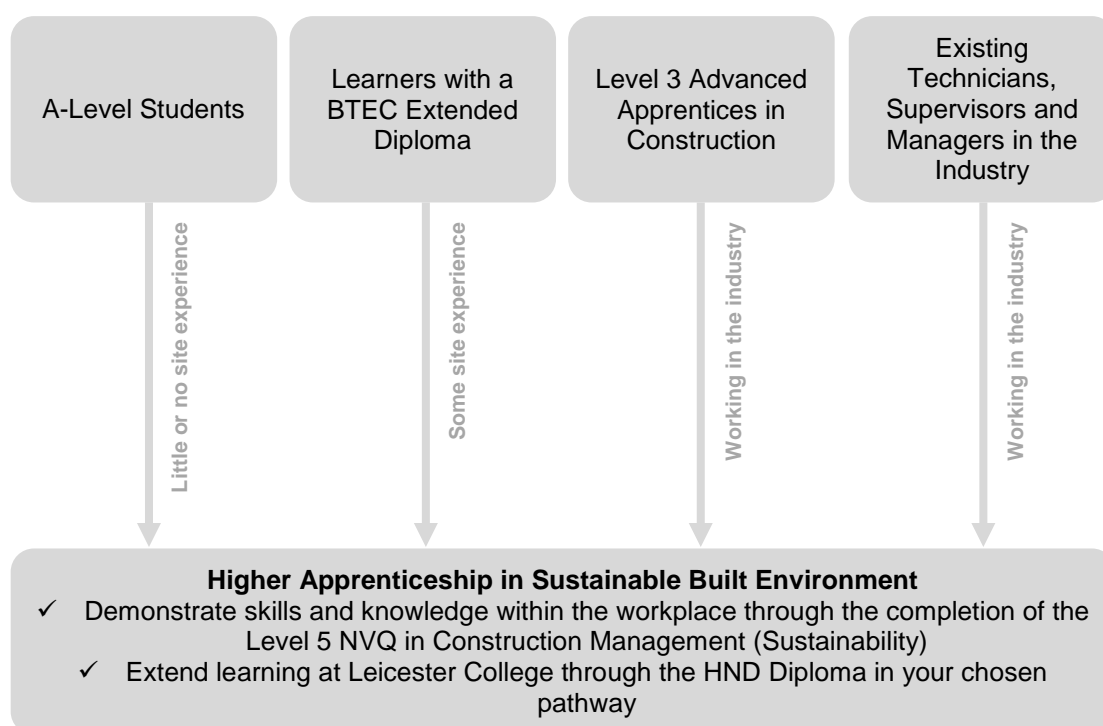 A-Level Students
Learners with a
BTEC Extended
Diploma
Level 3 Advanced
Apprentices in
Construction
Existing
Technicians,
Supervisors and
Managers in the
Industry
Little or no site experience
Some site experience
Working in the industry
Working in the industry
Higher Apprenticeship in Sustainable Built Environment
✓ Demonstrate skills and knowledge within the workplace through the completion of the
Level 5 NVQ in Construction Management (Sustainability)
✓ Extend learning at Leicester College through the HND Diploma in your chosen
pathway